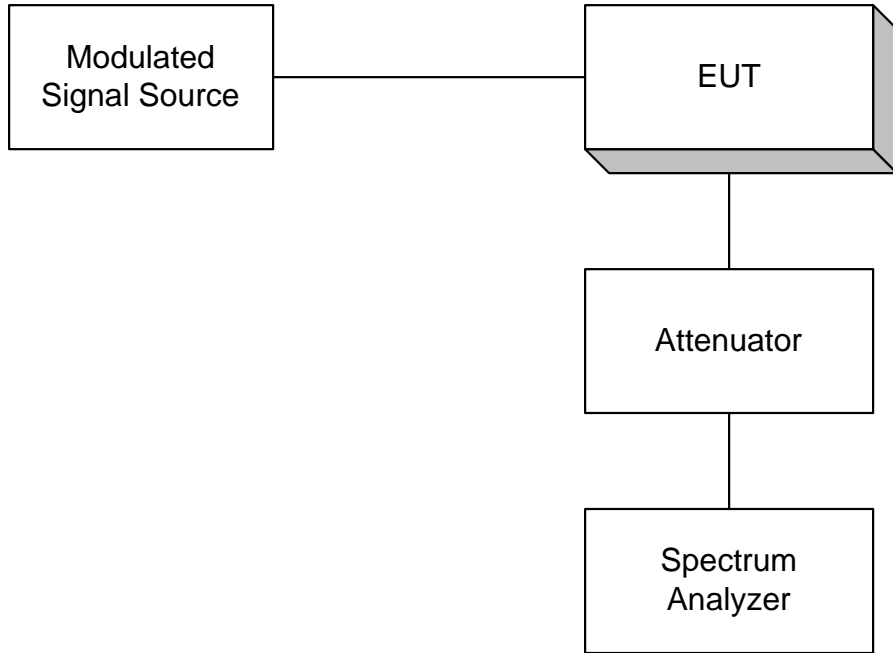 Modulated
Signal Source
EUT
Attenuator
Spectrum
Analyzer